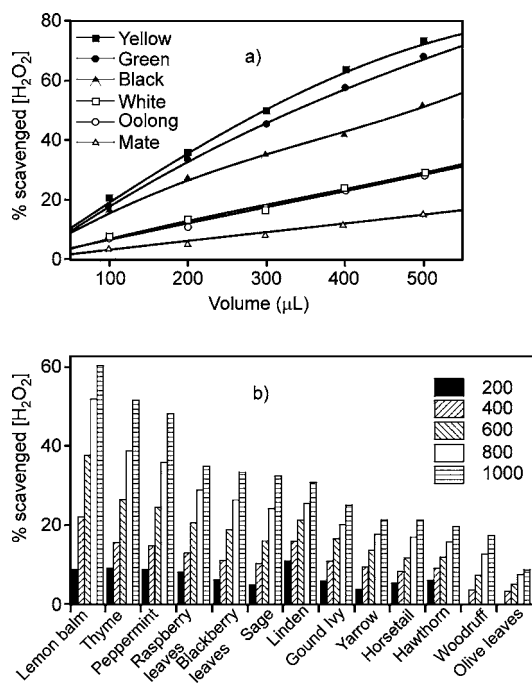 80
60
40
20
0
% scavenged [H₂O₂]
Yellow
Green
Black
White
Oolong
Mate
a)
100 200 300 400 500
Volume (µL)
60
40
20
0
% scavenged [H₂O₂]
b)
200
400
600
800
1000
Lemon balm
Thyme
Peppermint
Raspberry
leaves
Blackberry
leaves
Sage
Linden
Gound Ivy
Yarrow
Horsetail
Hawthorn
Woodruff
Olive leaves